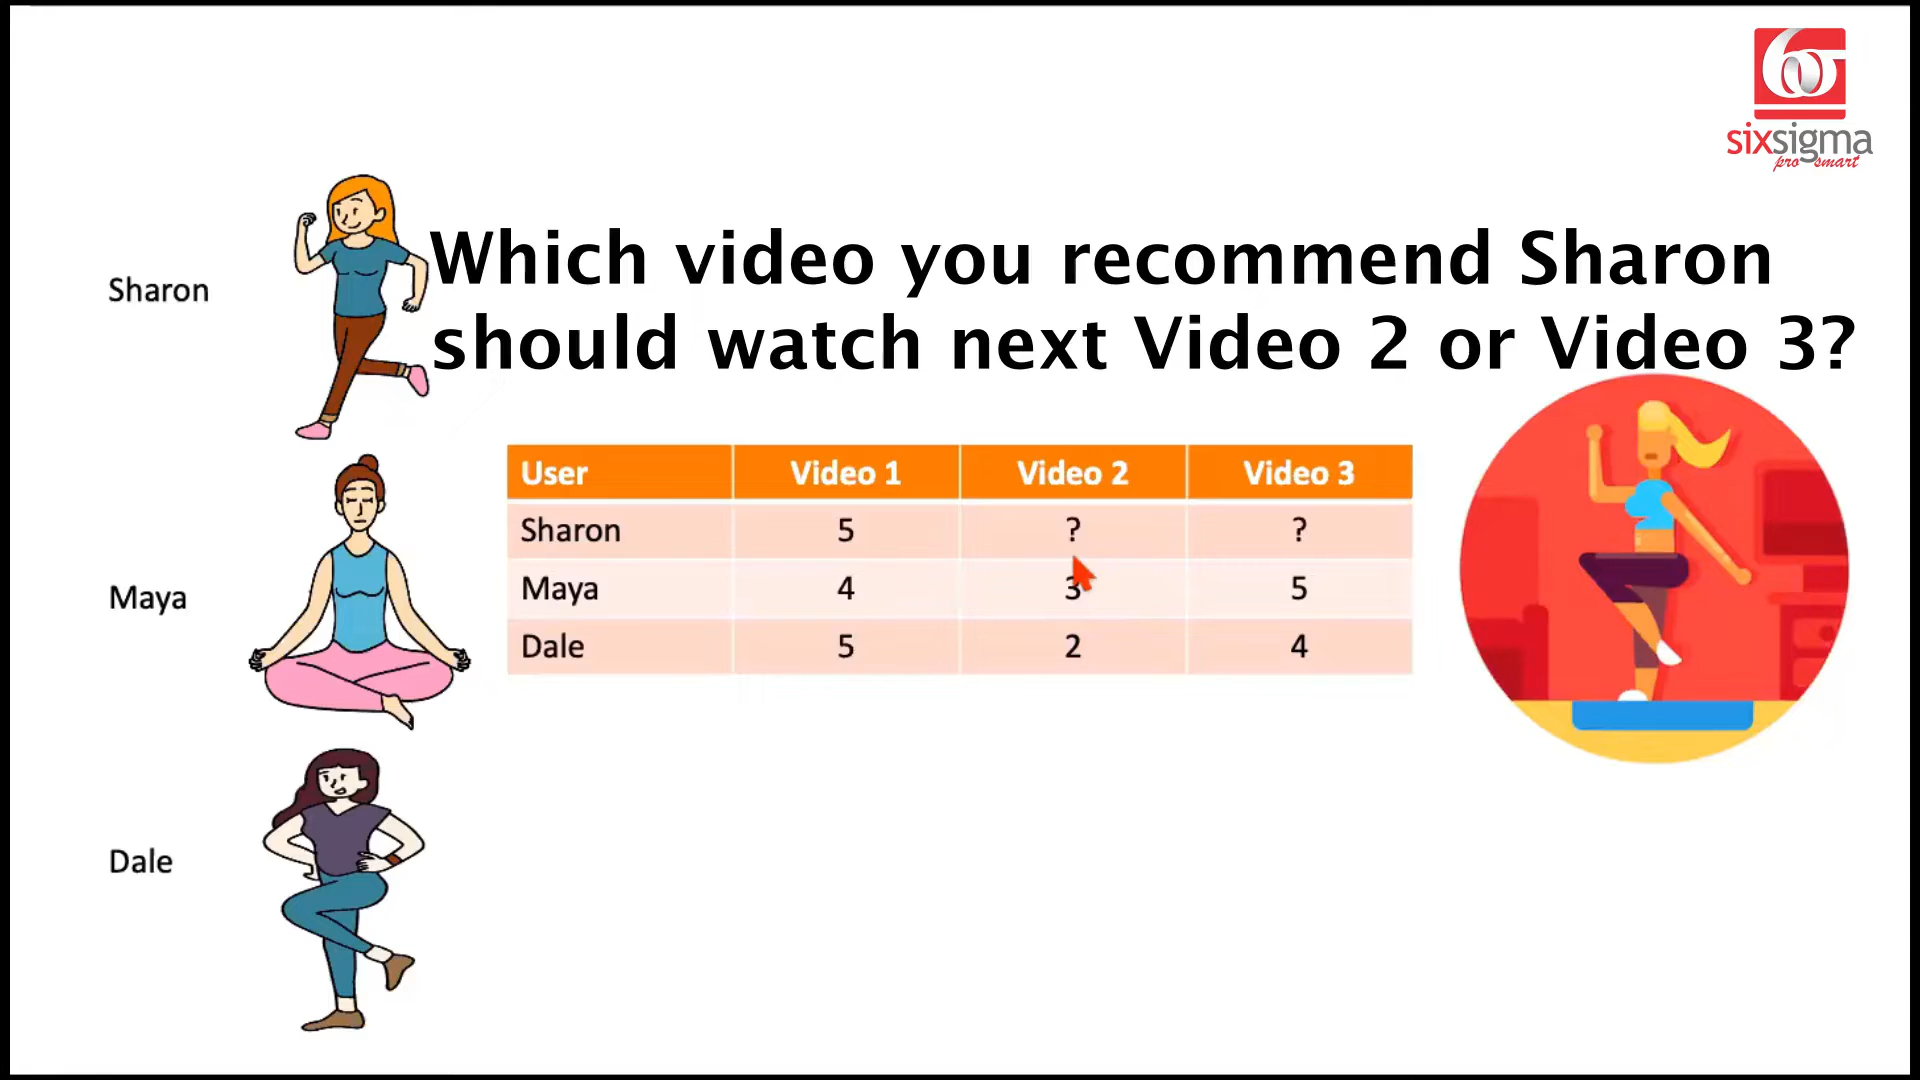 6σ
sixsigma
pro smart
Which video you recommend Sharon
should watch next Video 2 or Video 3?
Sharon
User Video 1 Video 2 Video 3
Sharon 5 ? ?
Maya 4 3 5
Dale 5 2 4
Maya
Dale